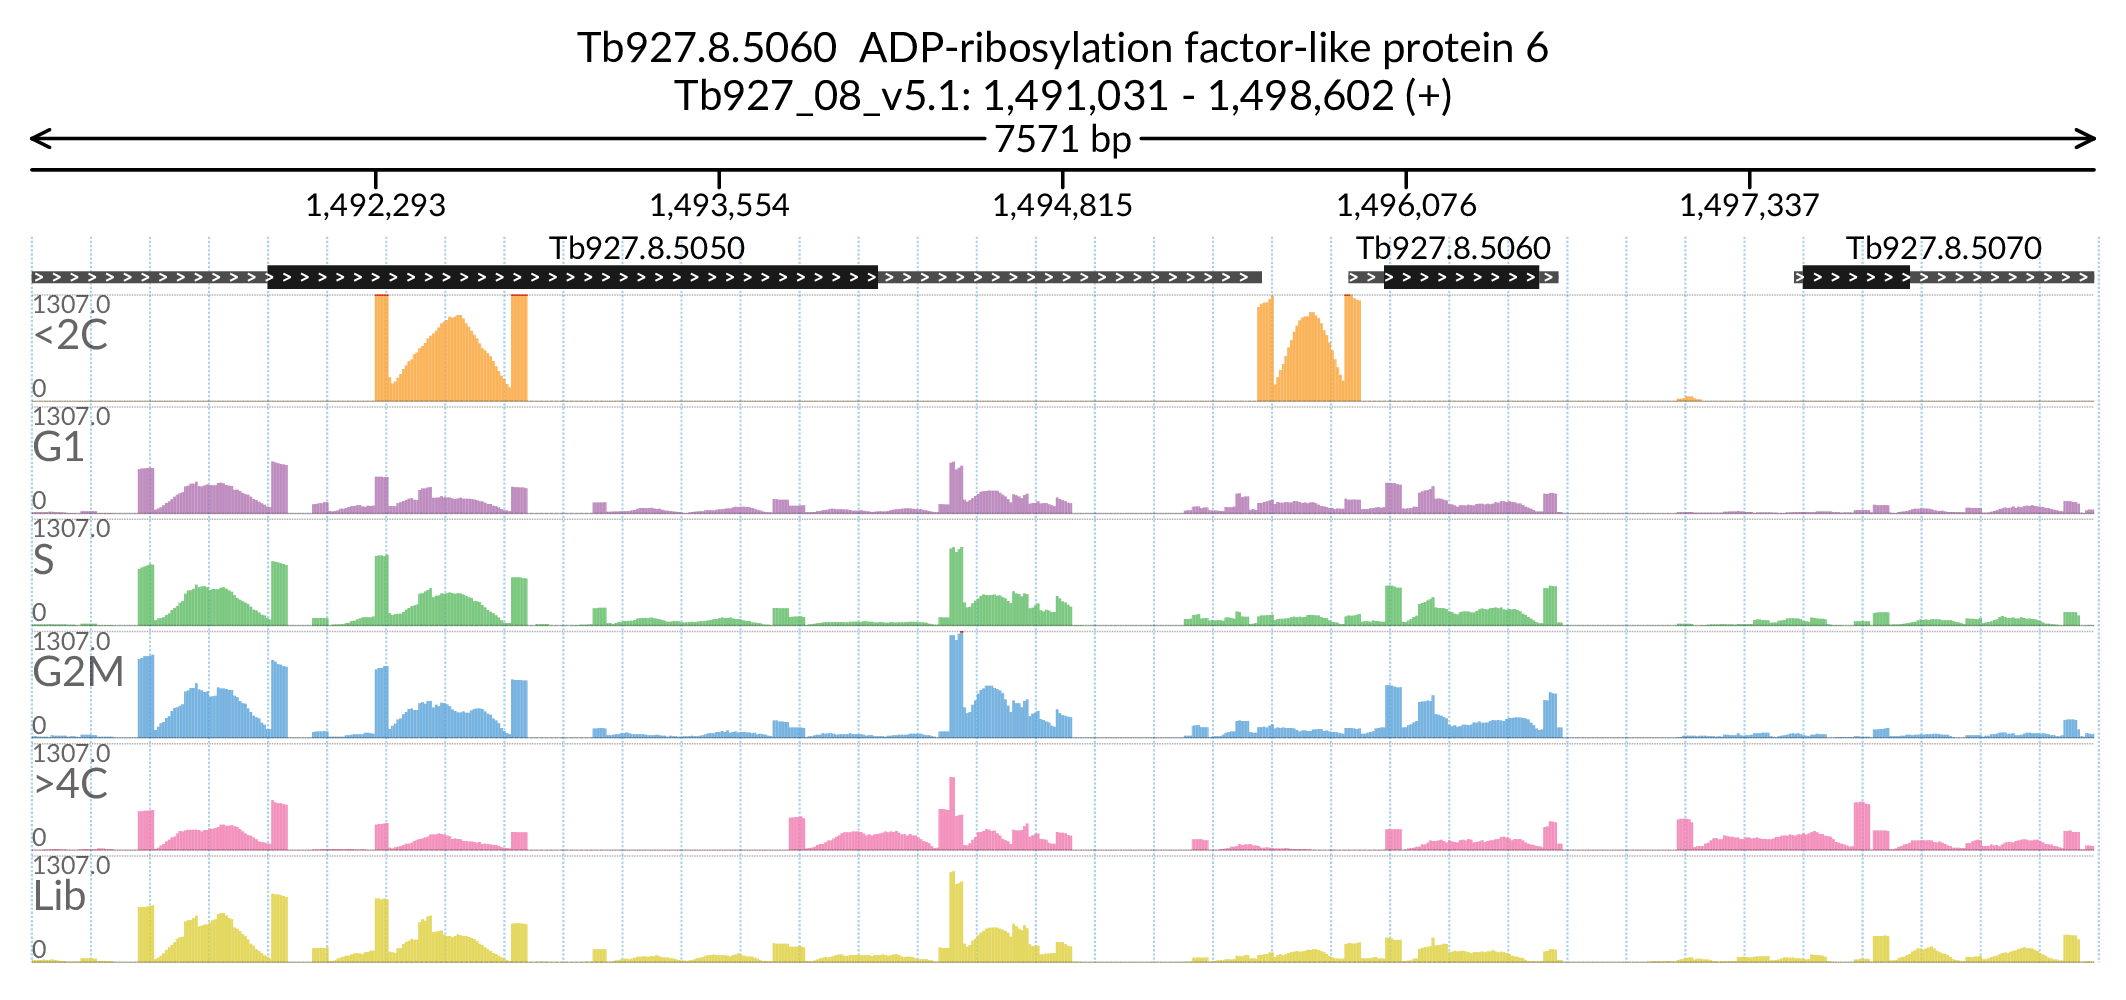 Tb927.8.5060 ADP-ribosylation factor-like protein 6
Tb927_08_v5.1: 1,491,031 - 1,498,602 (+)
7571 bp
1,492,293 1,493,554 1,494,815 1,496,076 1,497,337
Tb927.8.5050 Tb927.8.5060 Tb927.8.5070
1307.0
<2C
0
1307.0
G1
0
1307.0
S
0
1307.0
G2M
0
1307.0
>4C
0
1307.0
Lib
0